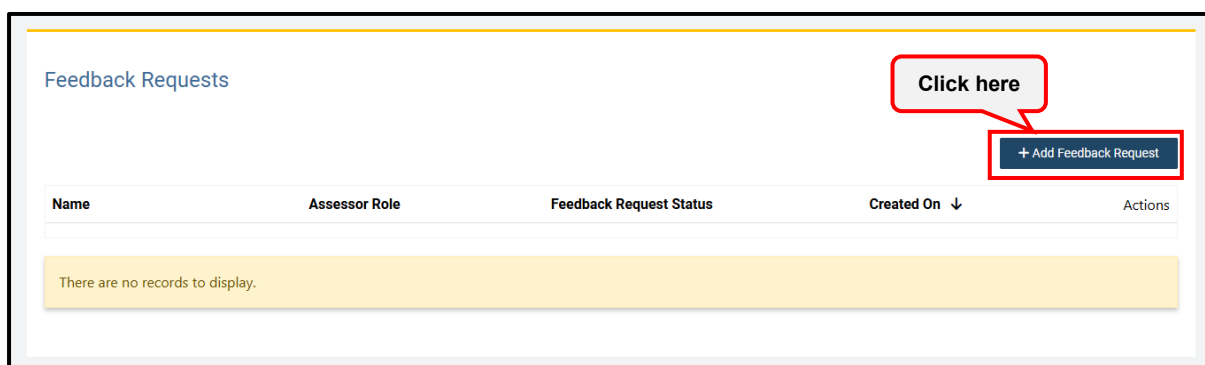 Feedback Requests
Click here
+ Add Feedback Request
Name Assessor Role Feedback Request Status Created On ↓ Actions
There are no records to display.